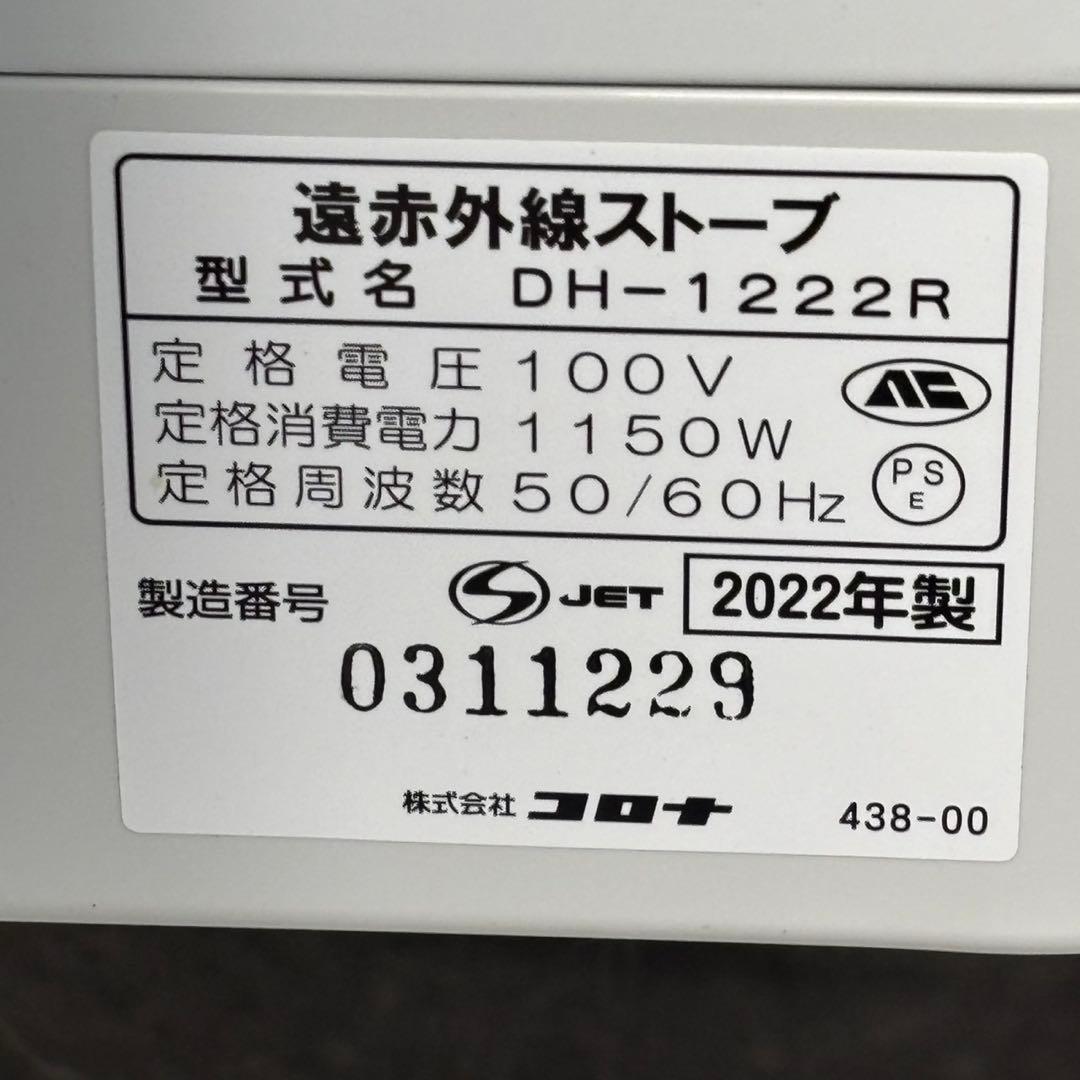 遠赤外線ストーブ
型式名 DH-1222R
定格電圧 100V
定格消費電力 1150W
定格周波数 50/60Hz
AC
PS
E
製造番号
S JET
2022年製
0311229
株式会社 コロナ
438-00